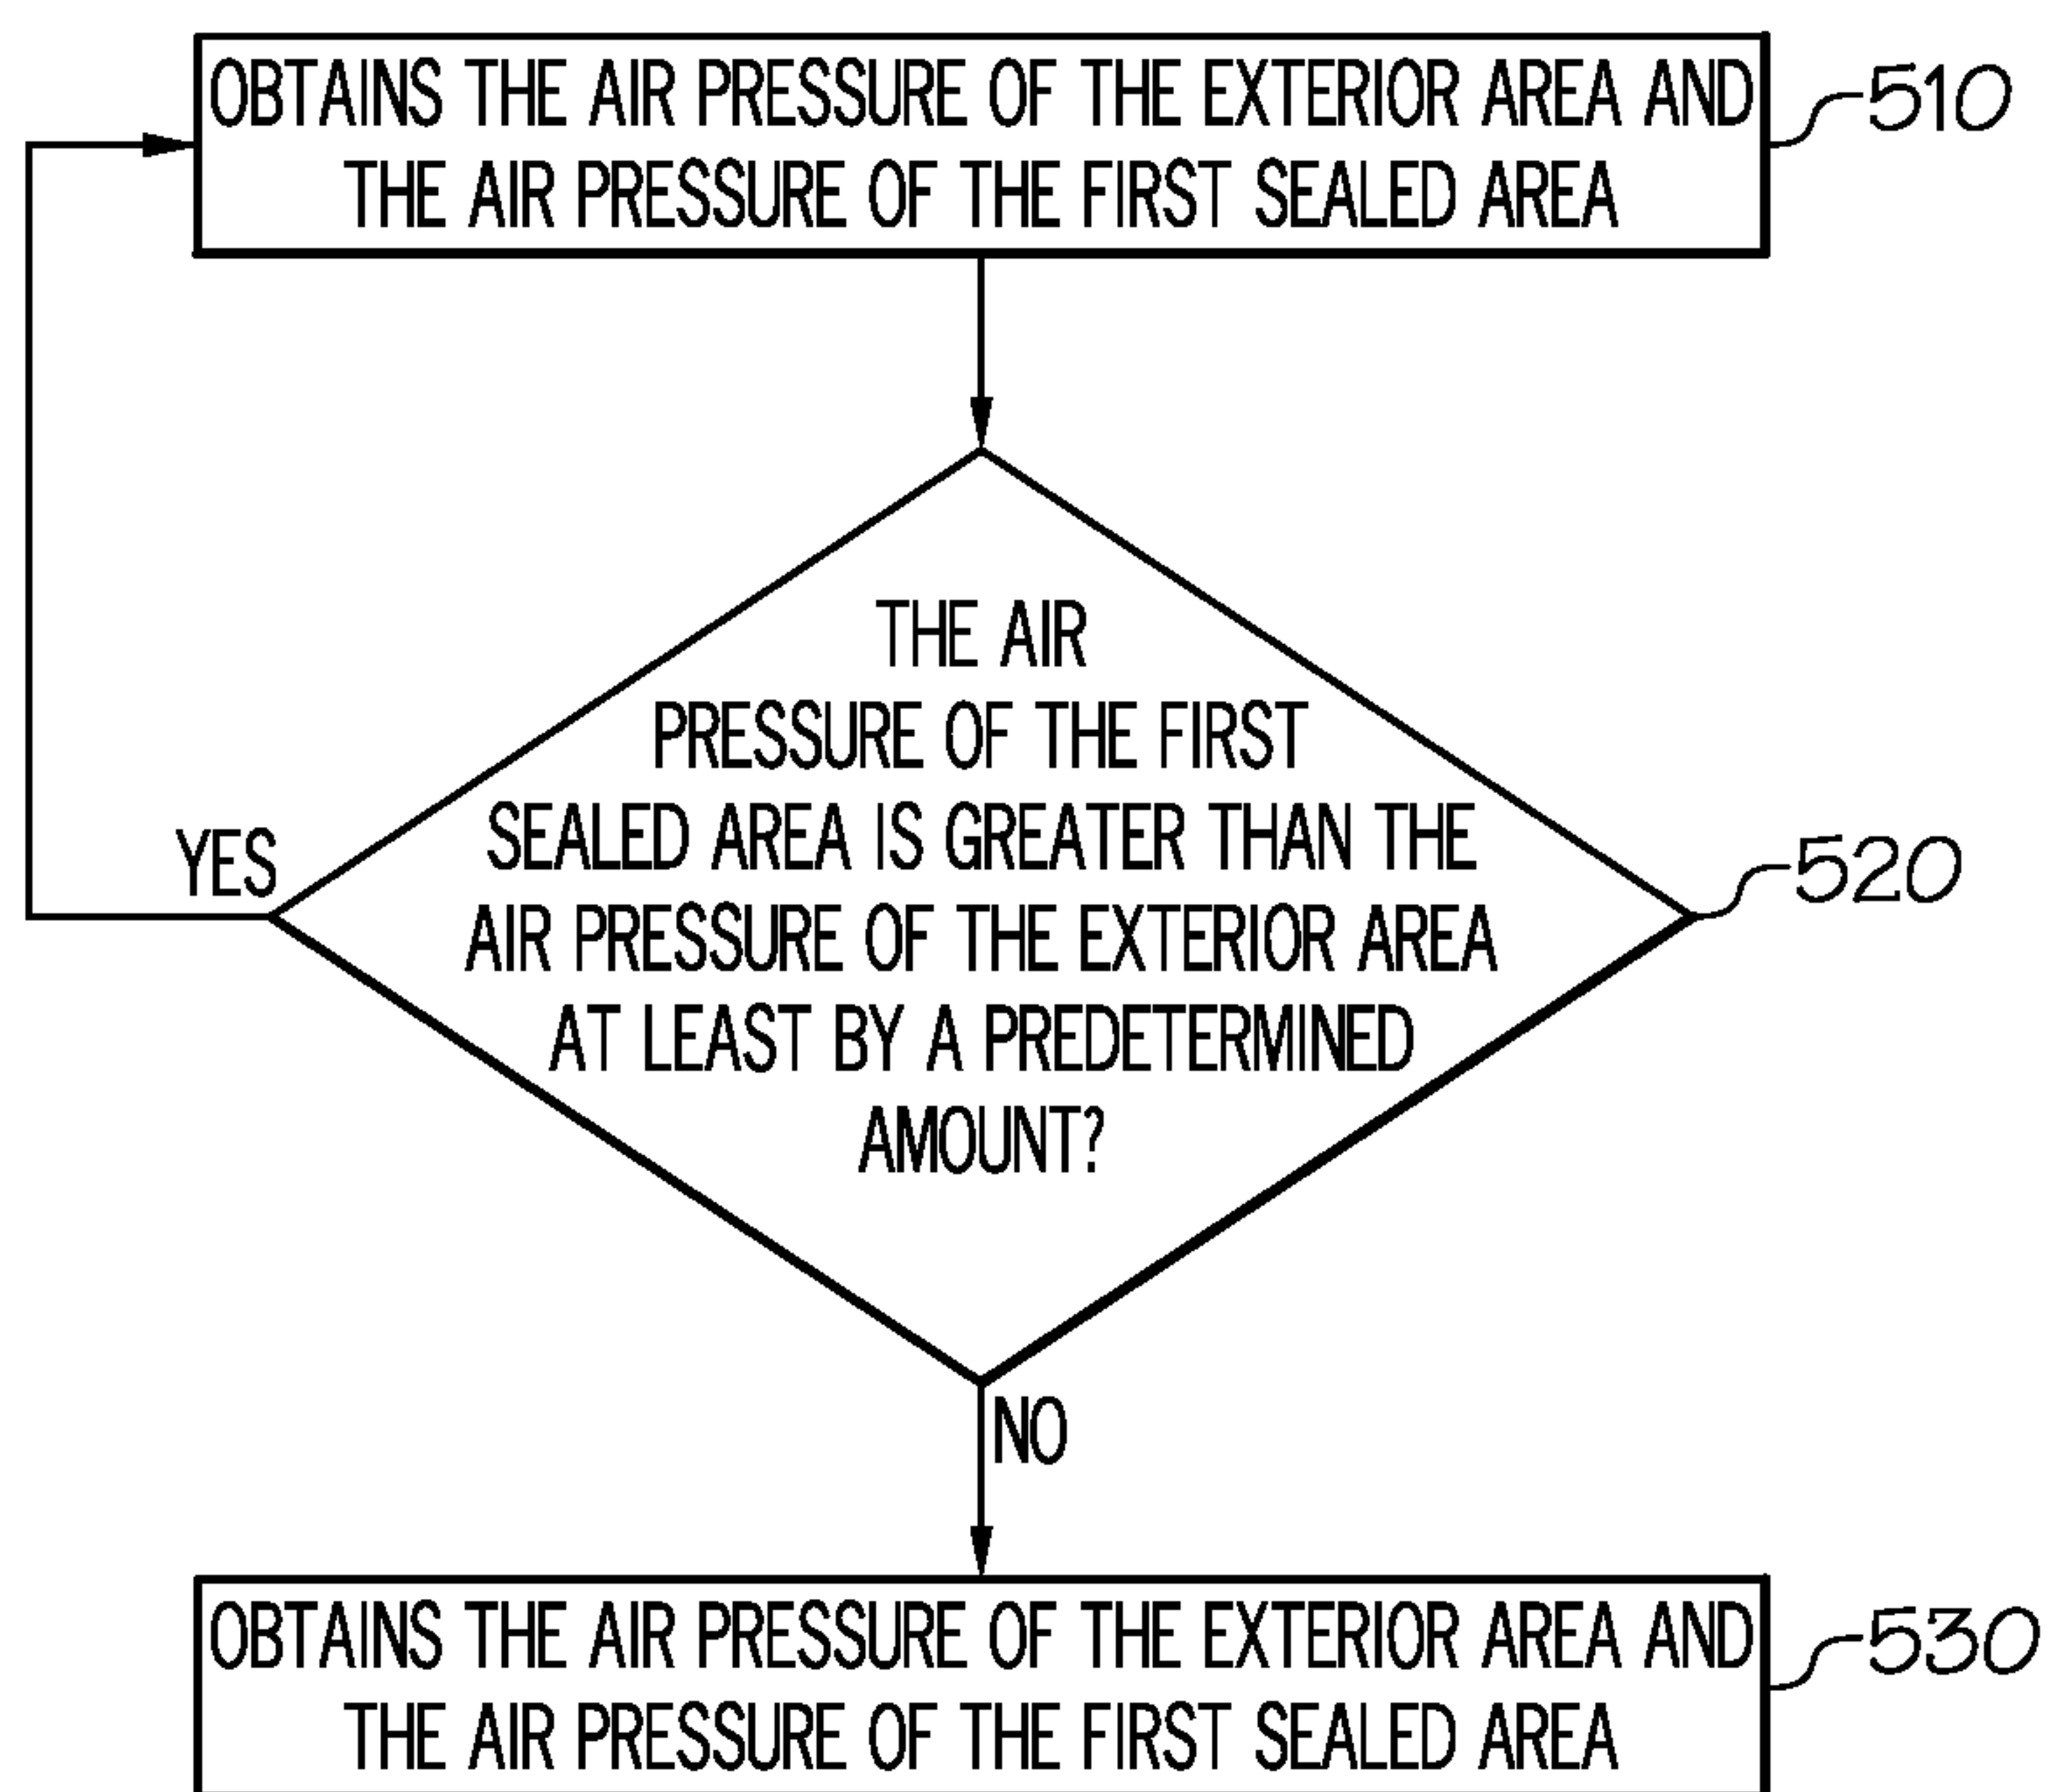 OBTAINS THE AIR PRESSURE OF THE EXTERIOR AREA AND
THE AIR PRESSURE OF THE FIRST SEALED AREA
510
THE AIR
PRESSURE OF THE FIRST
SEALED AREA IS GREATER THAN THE
AIR PRESSURE OF THE EXTERIOR AREA
AT LEAST BY A PREDETERMINED
AMOUNT?
YES
520
NO
OBTAINS THE AIR PRESSURE OF THE EXTERIOR AREA AND
THE AIR PRESSURE OF THE FIRST SEALED AREA
530